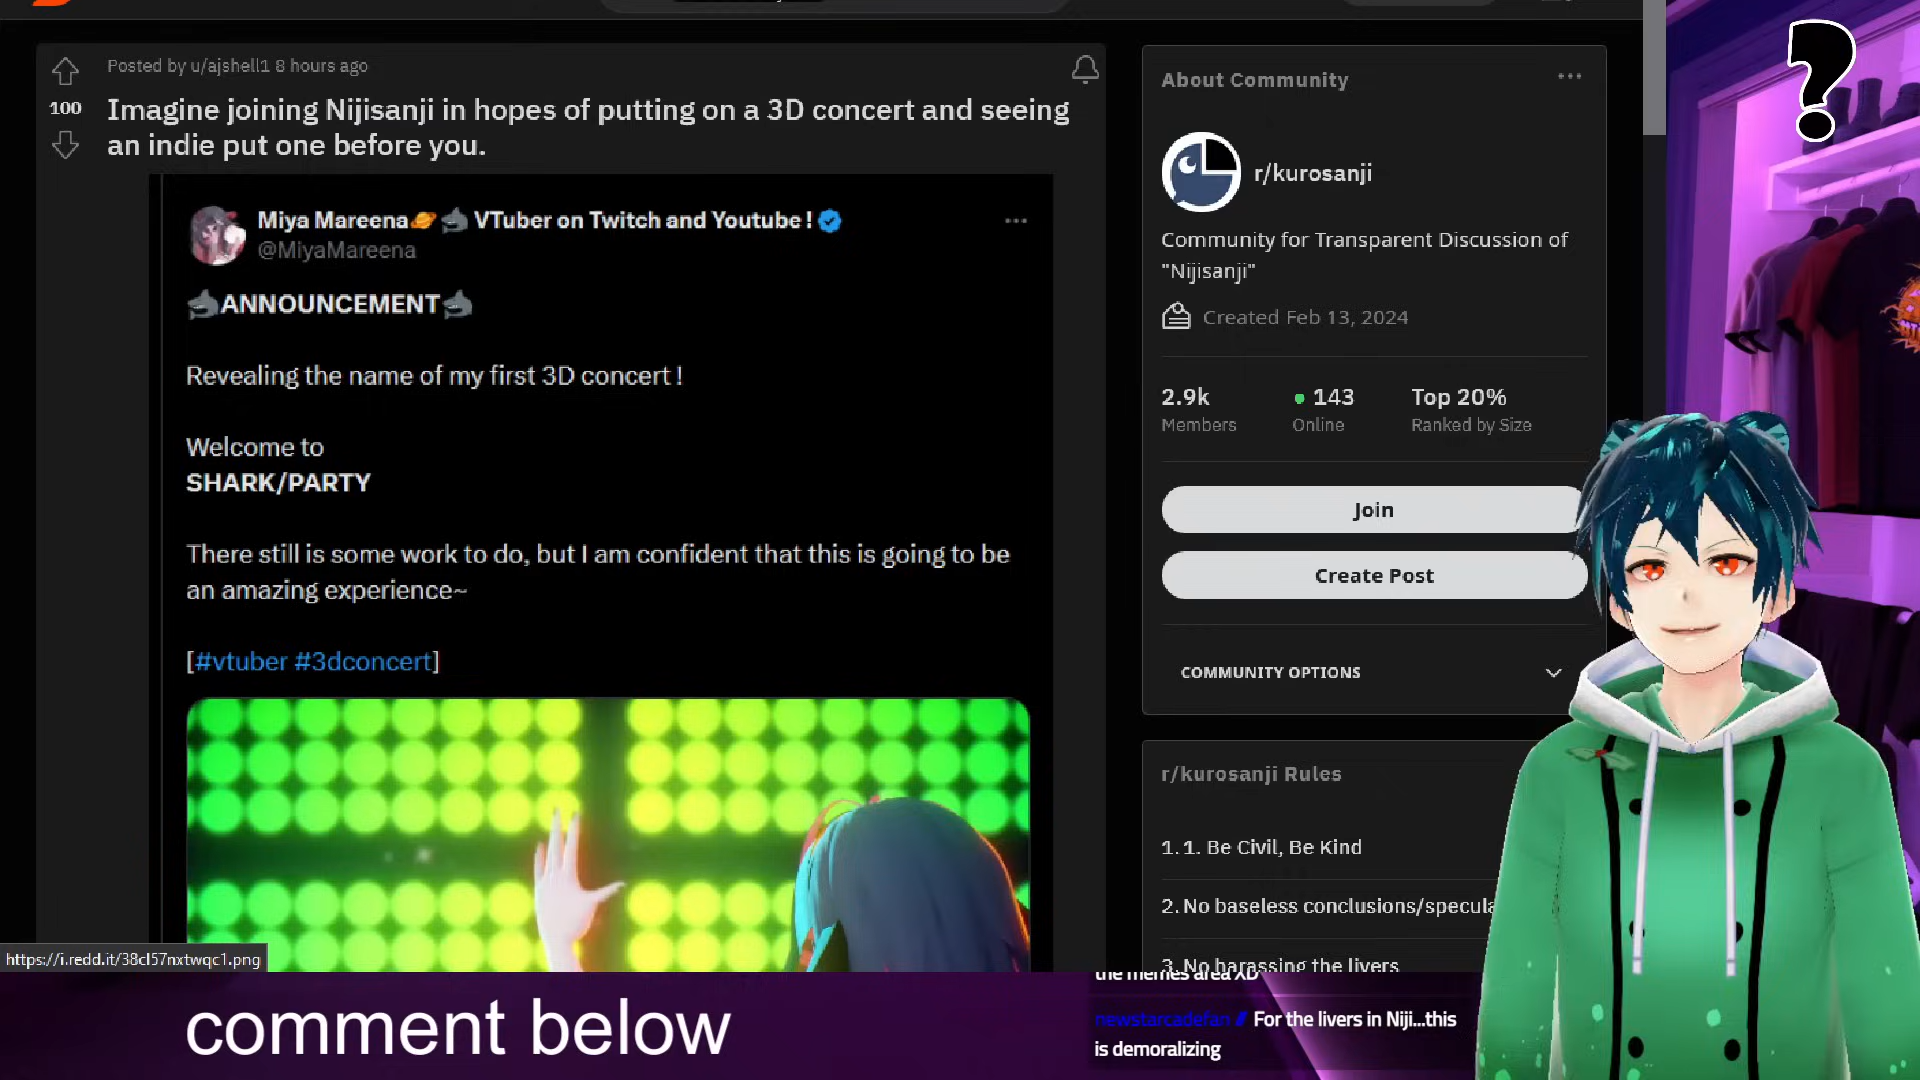 Posted by u/ajshell1 8 hours ago
100
Imagine joining Nijisanji in hopes of putting on a 3D concert and seeing
an indie put one before you.
Miya Mareena🪐🦈 VTuber on Twitch and Youtube !
@MiyaMareena
🦈ANNOUNCEMENT🦈
Revealing the name of my first 3D concert !
Welcome to
SHARK/PARTY
There still is some work to do, but I am confident that this is going to be
an amazing experience~
[#vtuber #3dconcert]
About Community
r/kurosanji
Community for Transparent Discussion of
"Nijisanji"
Created Feb 13, 2024
2.9k
Members
143
Online
Top 20%
Ranked by Size
Join
Create Post
COMMUNITY OPTIONS
r/kurosanji Rules
1. 1. Be Civil, Be Kind
2. No baseless conclusions/specula
3. No harassing the livers
https://i.redd.it/38cl57nxtwqc1.png
comment below
the memes area XD
newstarcadefan // For the livers in Niji...this
is demoralizing
?